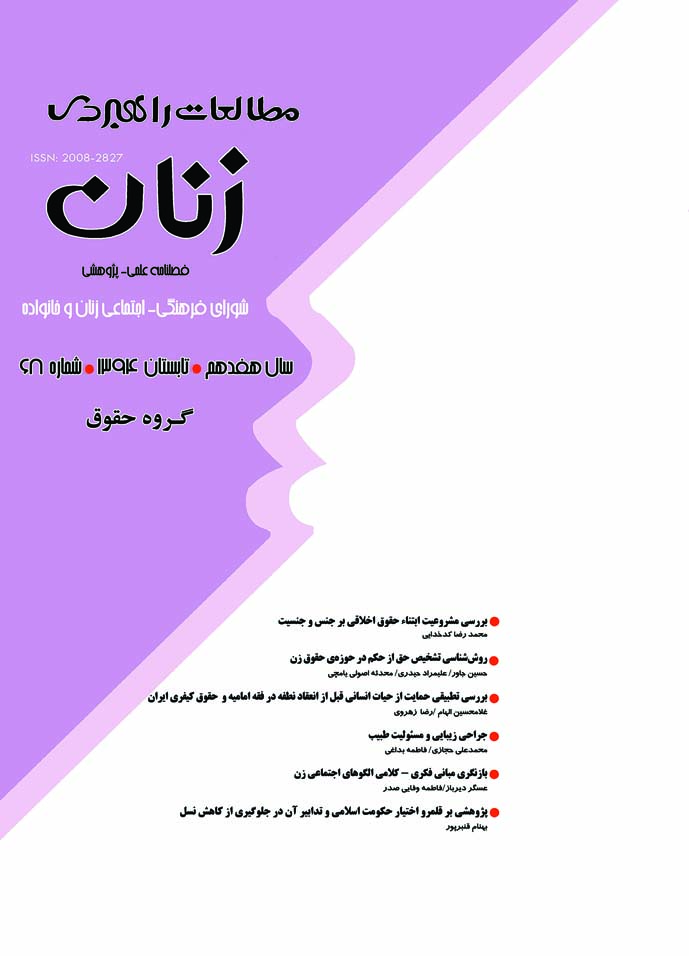 مطالعات راهبردی
ISSN: 2008-2827
زنان
فصلنامه علمی- پژوهشی
شورای فرهنگی- اجتماعی زنان و خانواده
سال هفدهم • تابستان ۱۳۹۴ • شماره ۶۸
گروه حقوق
• بررسی مشروعیت ابتناء حقوق اخلاقی بر جنس و جنسیت
محمد رضا کدخدایی
• روش‌شناسی تشخیص حق از حکم در حوزه‌ی حقوق زن
حسین جاور/ علیمراد حیدری/ محدثه اصولی یامچی
• بررسی تطبیقی حمایت از حیات انسانی قبل از انعقاد نطفه در فقه امامیه و حقوق کیفری ایران
غلامحسین الهام /رضا زهروی
• جراحی زیبایی و مسئولیت طبیب
محمدعلی حجازی/ فاطمه بداغی
• بازنگری مبانی فکری – کلامی الگوهای اجتماعی زن
عسگر دیرباز/فاطمه وفایی صدر
• پژوهشی بر قلمرو اختیار حکومت اسلامی و تدابیر آن در جلوگیری از کاهش نسل
بهنام قنبرپور